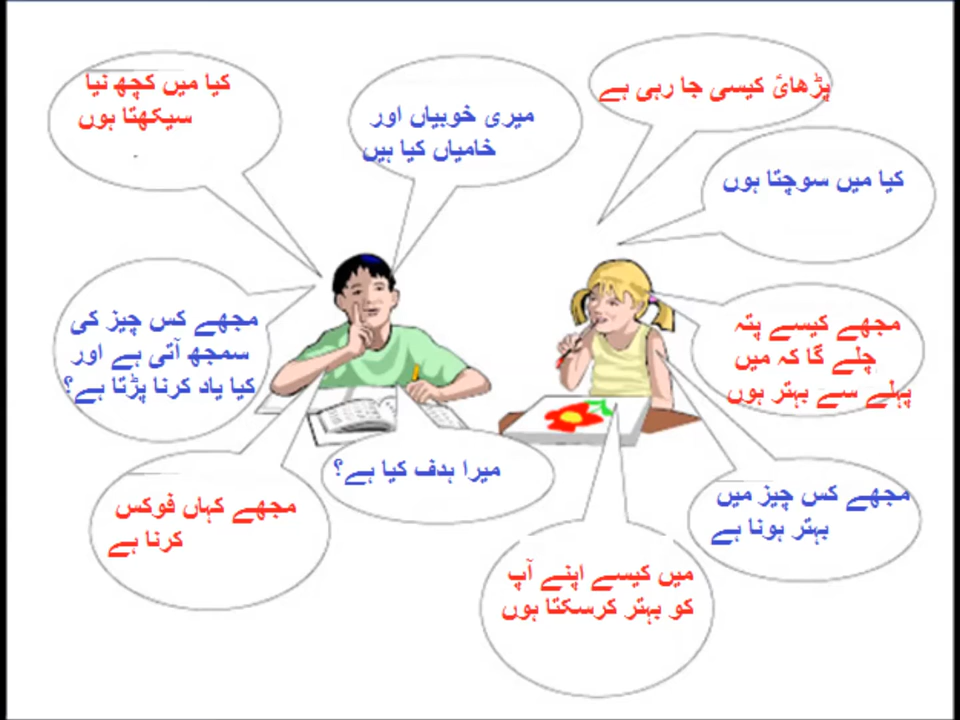 کیا میں کچھ نیا
سیکھتا ہوں
میری خوبیاں اور
خامیاں کیا ہیں
پڑھائ کیسی جا رہی ہے
کیا میں سوچتا ہوں
مجھے کس چیز کی
سمجھ آتی ہے اور
کیا یاد کرنا پڑتا ہے؟
مجھے کیسے پتہ
چلے گا کہ میں
پہلے سے بہتر ہوں
مجھے کہاں فوکس
کرنا ہے
میرا ہدف کیا ہے؟
مجھے کس چیز میں
بہتر ہونا ہے
میں کیسے اپنے آپ
کو بہتر کرسکتا ہوں